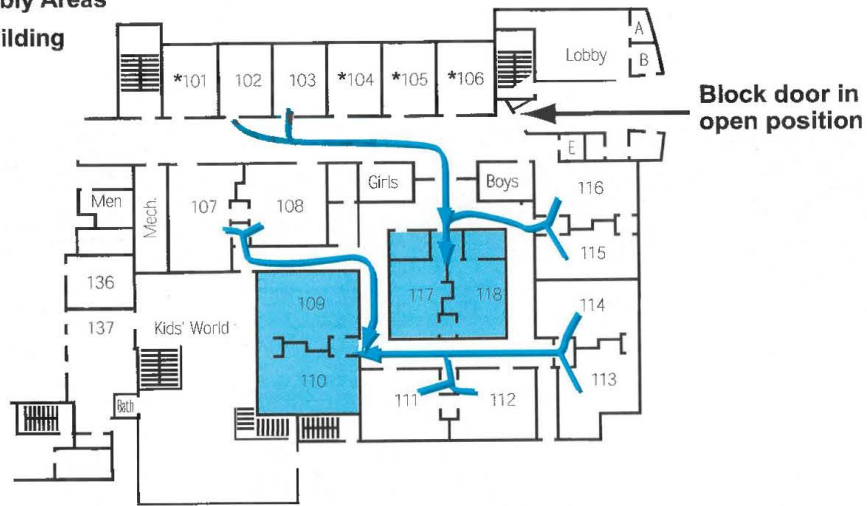 bly Areas
ilding
*101 102 103 *104 *105 *106
Lobby
A
B
Block door in
open position
E
Men
Mech.
107
108
Girls
Boys
116
115
136
137
Kids' World
109
110
117
118
114
113
111
112
Bath